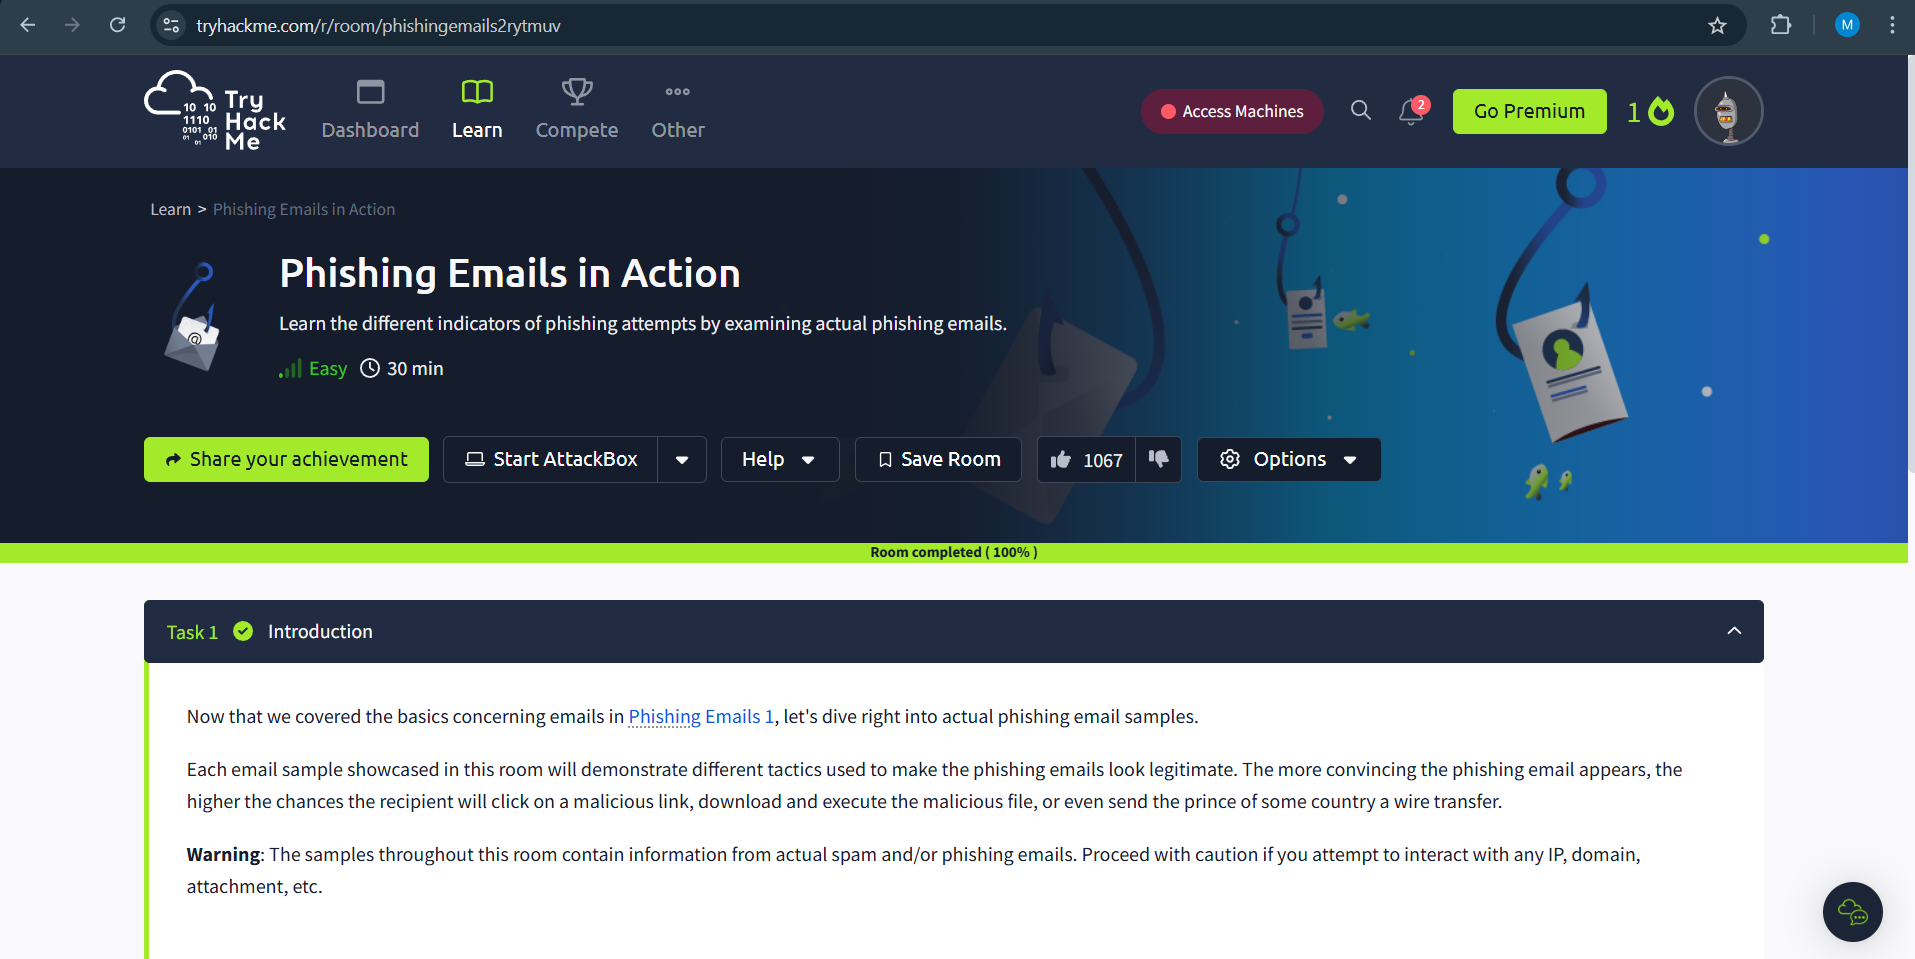 tryhackme.com/r/room/phishingemails2rytmuv
M
10 10
1110
0101 01
01 010
01
Try
Hack
Me
Dashboard
Learn
Compete
Other
Access Machines
2
Go Premium
1
Learn > Phishing Emails in Action
Phishing Emails in Action
Learn the different indicators of phishing attempts by examining actual phishing emails.
Easy 30 min
@
Share your achievement
Start AttackBox
Help
Save Room
1067
Options
Room completed ( 100% )
Task 1 Introduction
Now that we covered the basics concerning emails in Phishing Emails 1, let's dive right into actual phishing email samples.
Each email sample showcased in this room will demonstrate different tactics used to make the phishing emails look legitimate. The more convincing the phishing email appears, the
higher the chances the recipient will click on a malicious link, download and execute the malicious file, or even send the prince of some country a wire transfer.
Warning: The samples throughout this room contain information from actual spam and/or phishing emails. Proceed with caution if you attempt to interact with any IP, domain,
attachment, etc.